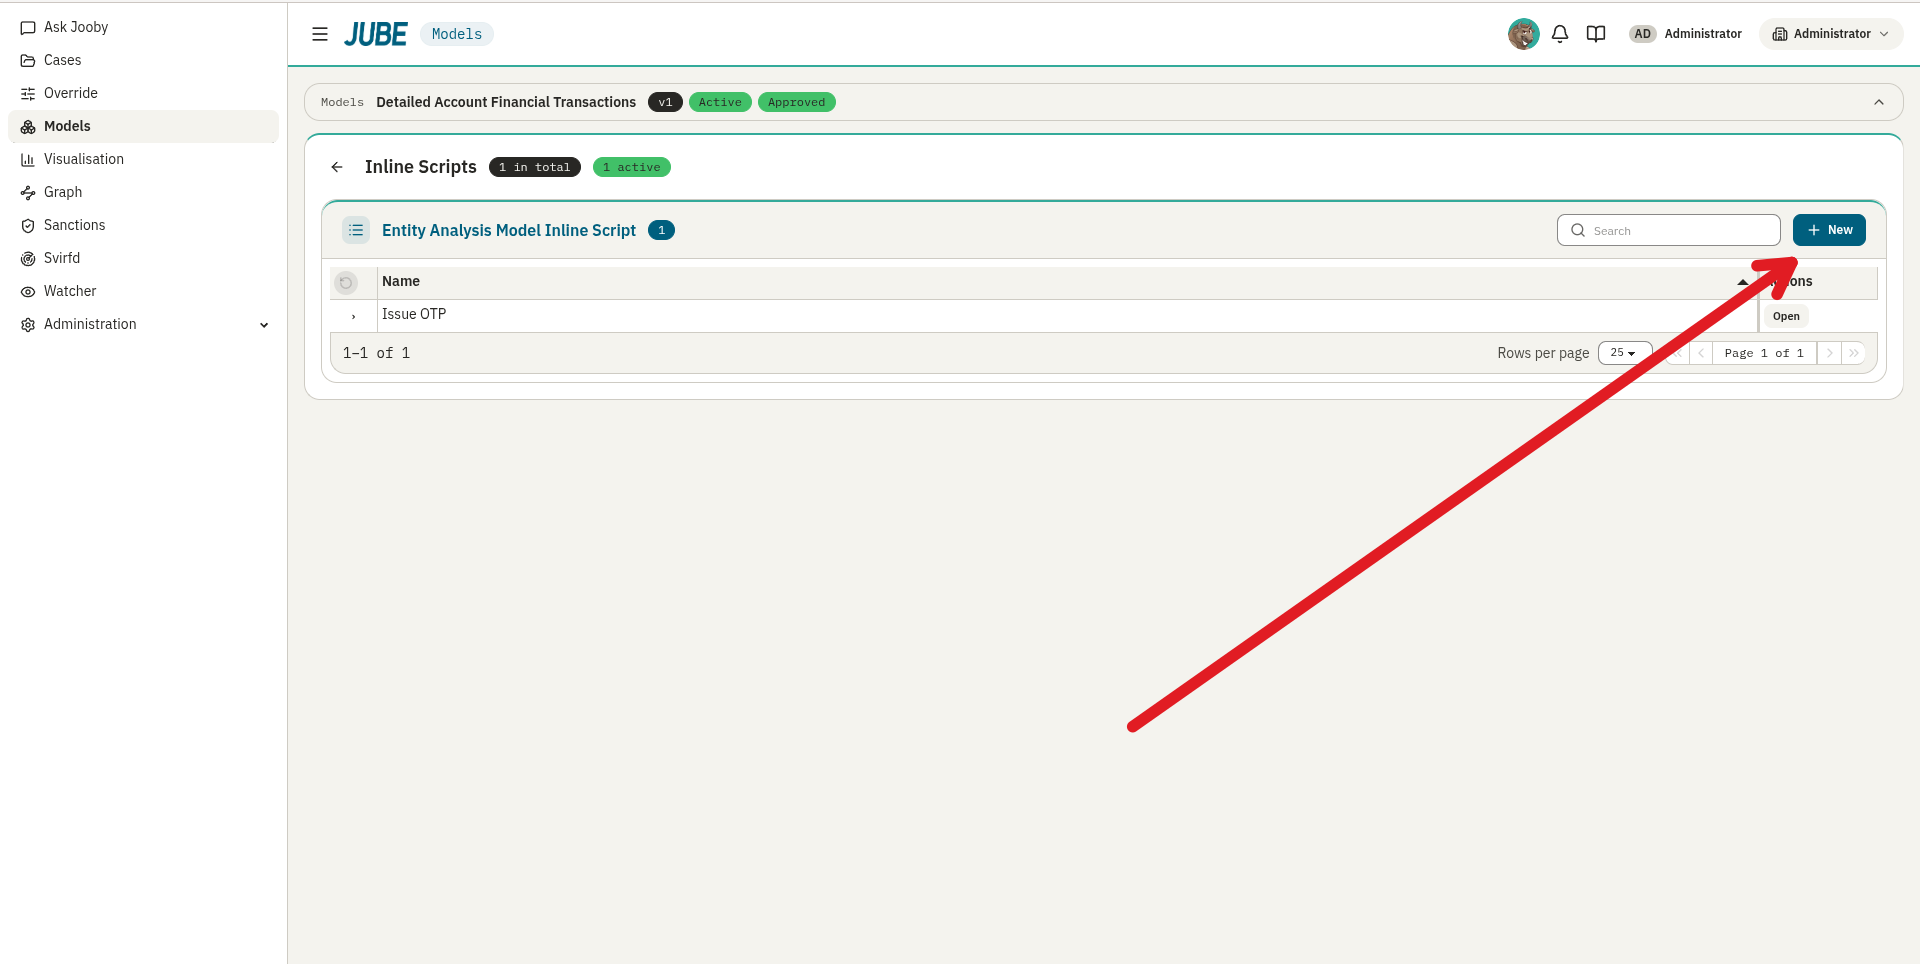 Ask Jooby
Cases
Override
Models
Visualisation
Graph
Sanctions
Svirfd
Watcher
Administration
JUBE Models
AD Administrator Administrator
Models Detailed Account Financial Transactions v1 Active Approved
Inline Scripts 1 in total 1 active
Entity Analysis Model Inline Script 1 Search + New
Name
Issue OTP Open
1–1 of 1 Rows per page 25 Page 1 of 1